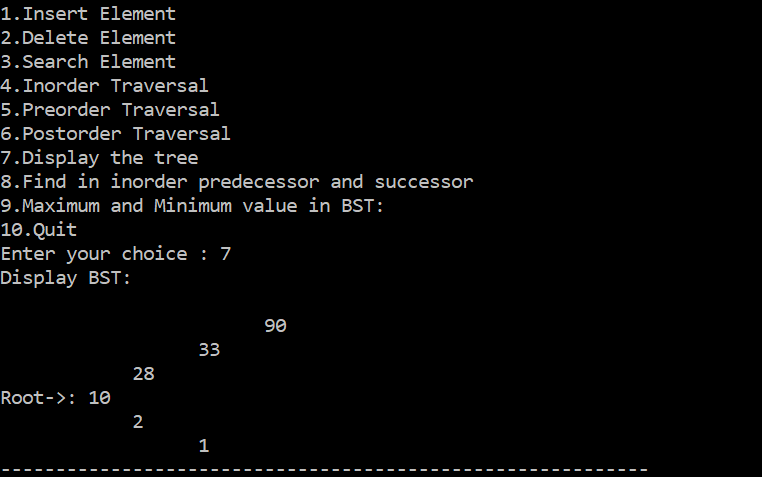 1.Insert Element
2.Delete Element
3.Search Element
4.Inorder Traversal
5.Preorder Traversal
6.Postorder Traversal
7.Display the tree
8.Find in inorder predecessor and successor
9.Maximum and Minimum value in BST:
10.Quit
Enter your choice : 7
Display BST:
90
33
28
Root->: 10
2
1
-----------------------------------------------------------